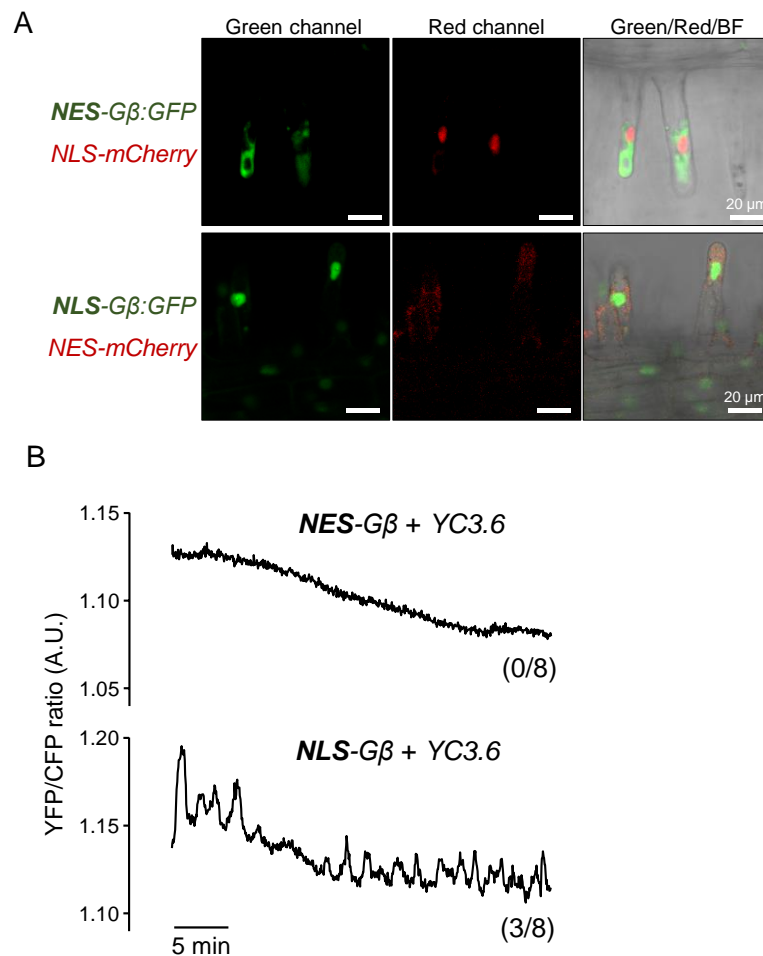 A
Green channel Red channel Green/Red/BF
NES-Gβ:GFP
NLS-mCherry
20 µm
NLS-Gβ:GFP
NES-mCherry
20 µm
B
YFP/CFP ratio (A.U.)
1.15
NES-Gβ + YC3.6
1.10
(0/8)
1.05
1.20
NLS-Gβ + YC3.6
1.15
1.10
(3/8)
5 min